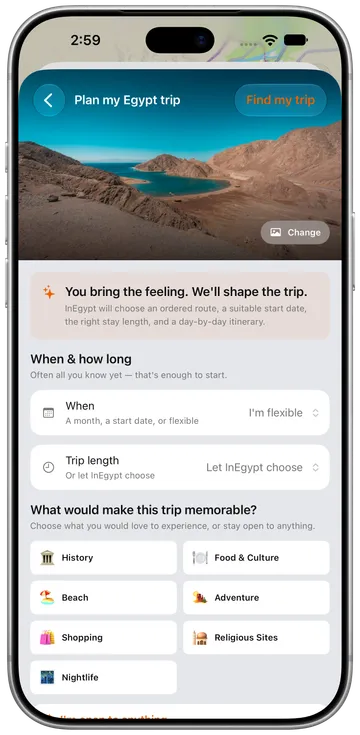 2:59
Plan my Egypt trip
Find my trip
Change
You bring the feeling. We'll shape the trip.
InEgypt will choose an ordered route, a suitable start date,
the right stay length, and a day-by-day itinerary.
When & how long
Often all you know yet — that's enough to start.
When
I'm flexible
A month, a start date, or flexible
Trip length
Let InEgypt choose
Or let InEgypt choose
What would make this trip memorable?
Choose what you would love to experience, or stay open to anything.
History
Food & Culture
Beach
Adventure
Shopping
Religious Sites
Nightlife
I'm open to anything